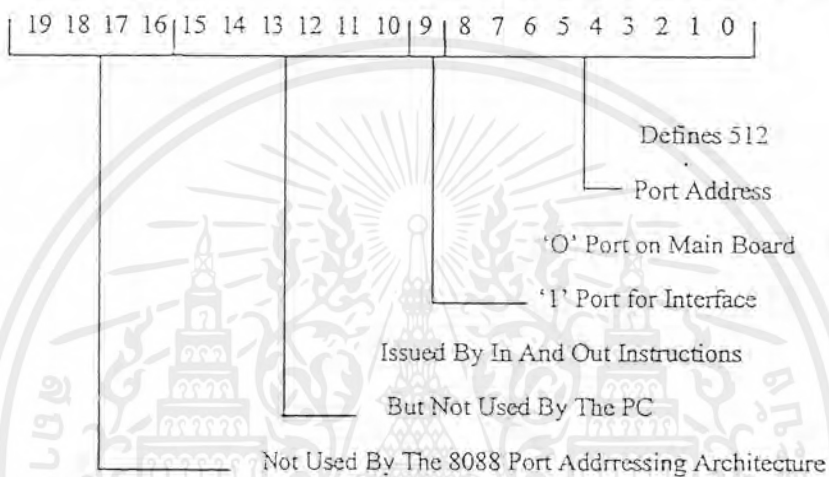 19 18 17 16 15 14 13 12 11 10 9 8 7 6 5 4 3 2 1 0
Defines 512
Port Address
'O' Port on Main Board
'1' Port for Interface
Issued By In And Out Instructions
But Not Used By The PC
Not Used By The 8088 Port Addrressing Architecture